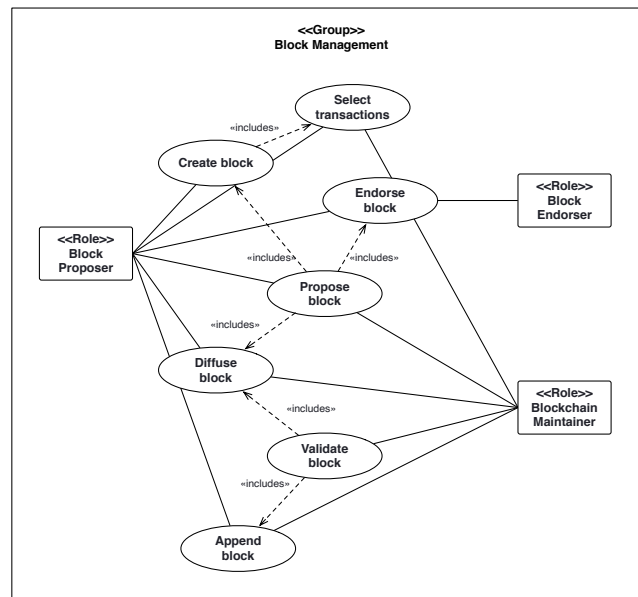 <<Group>>
Block Management
Select
transactions
«includes»
Create block
Endorse
block
<<Role>>
Block
Endorser
<<Role>>
Block
Proposer
«includes»
«includes»
Propose
block
«includes»
Diffuse
block
<<Role>>
Blockchain
Maintainer
«includes»
Validate
block
«includes»
Append
block